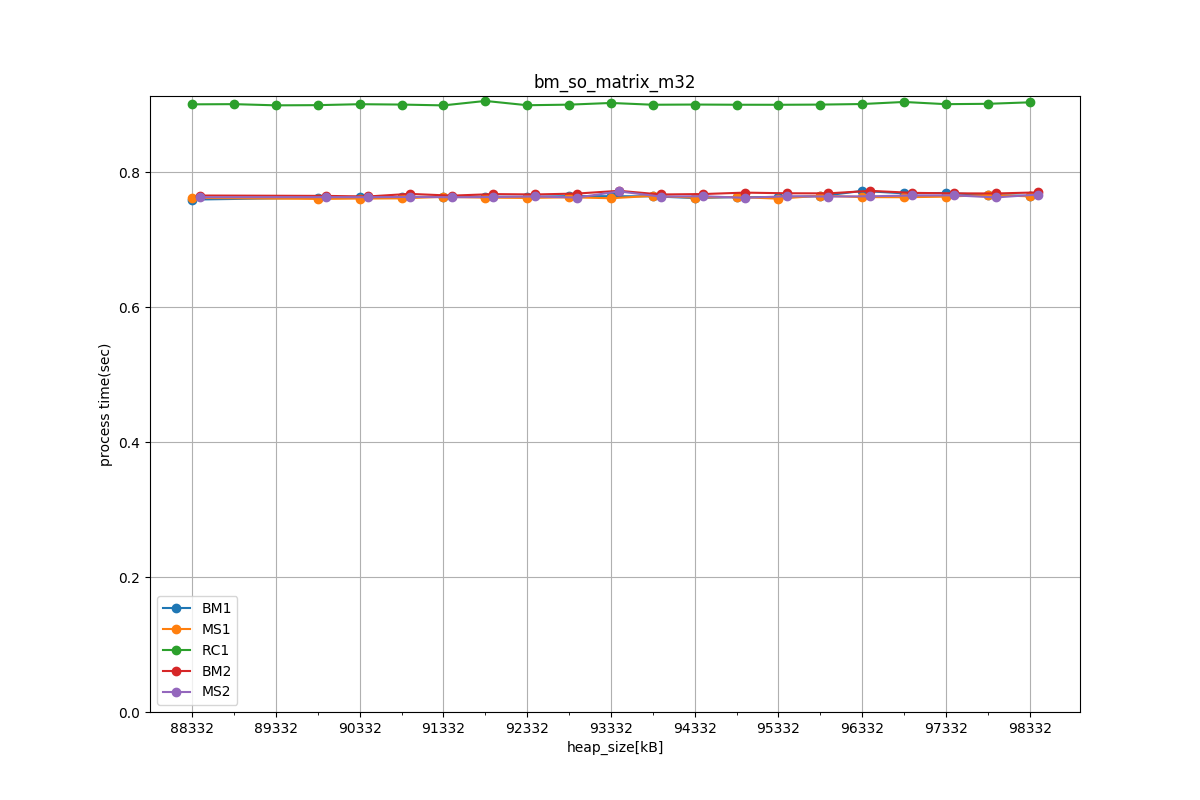 bm_so_matrix_m32
process time(sec)
0.8
0.6
0.4
0.2
0.0
BM1
MS1
RC1
BM2
MS2
88332 89332 90332 91332 92332 93332 94332 95332 96332 97332 98332
heap_size[kB]